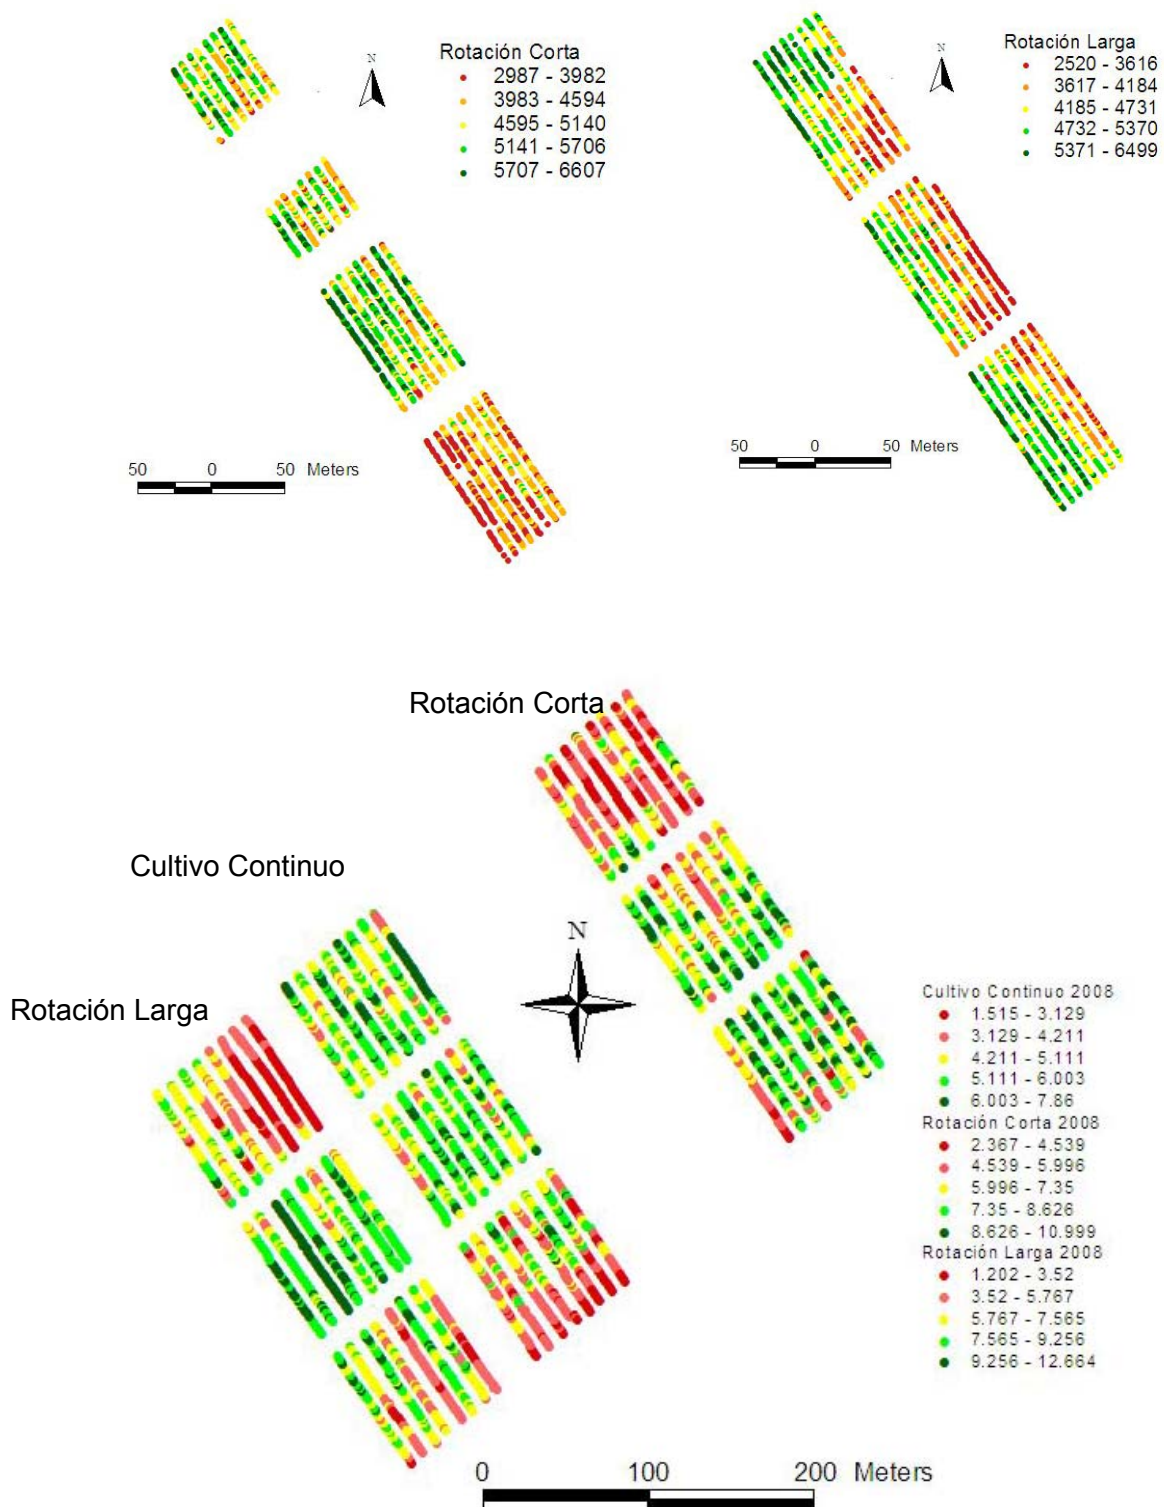 Rotación Corta
2987 - 3982
3983 - 4594
4595 - 5140
5141 - 5706
5707 - 6607
N
50 0 50 Meters
Rotación Larga
2520 - 3616
3617 - 4184
4185 - 4731
4732 - 5370
5371 - 6499
N
50 0 50 Meters
Rotación Corta
Cultivo Continuo
Rotación Larga
N
Cultivo Continuo 2008
1.515 - 3.129
3.129 - 4.211
4.211 - 5.111
5.111 - 6.003
6.003 - 7.86
Rotación Corta 2008
2.367 - 4.539
4.539 - 5.996
5.996 - 7.35
7.35 - 8.626
8.626 - 10.999
Rotación Larga 2008
1.202 - 3.52
3.52 - 5.767
5.767 - 7.565
7.565 - 9.256
9.256 - 12.664
0 100 200 Meters